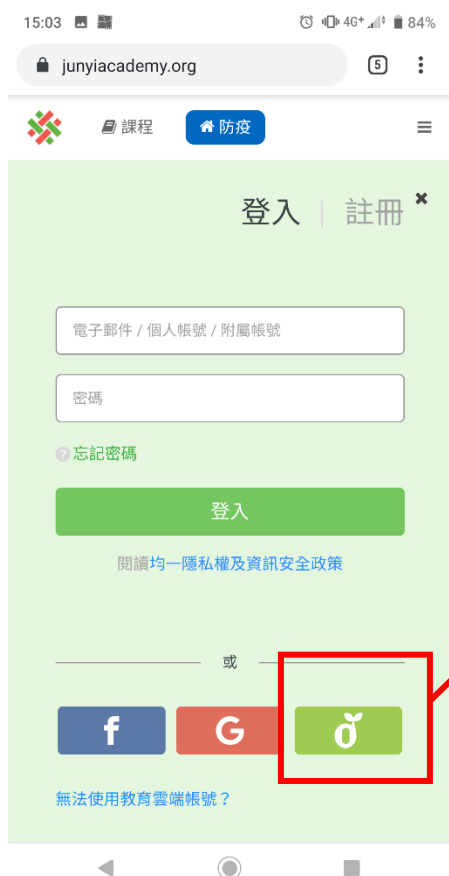 15:03 4G+ 84%
junyiacademy.org 5
課程 防疫
登入 | 註冊
電子郵件 / 個人帳號 / 附屬帳號
密碼
忘記密碼
登入
閱讀均一隱私權及資訊安全政策
或
f G
無法使用教育雲端帳號？